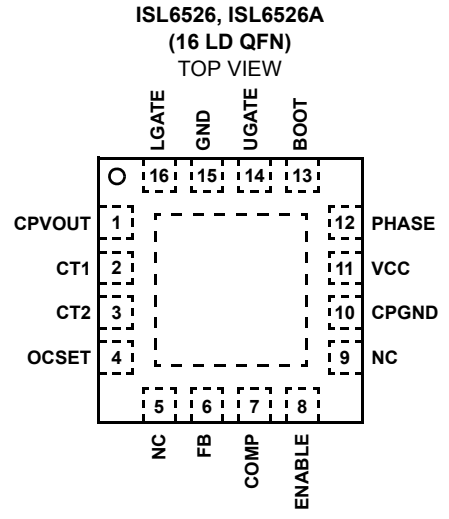 ISL6526, ISL6526A
(16 LD QFN)
TOP VIEW
LGATE
GND
UGATE
BOOT
16 15 14 13
CPVOUT 1 12 PHASE
CT1 2 11 VCC
CT2 3 10 CPGND
OCSET 4 9 NC
5 6 7 8
NC
FB
COMP
ENABLE